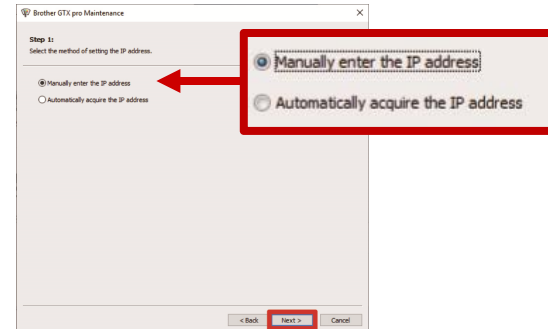 Brother GTX pro Maintenance
Step 1:
Select the method of setting the IP address.
Manually enter the IP address
Automatically acquire the IP address
Manually enter the IP address
Automatically acquire the IP address
< Back Next > Cancel